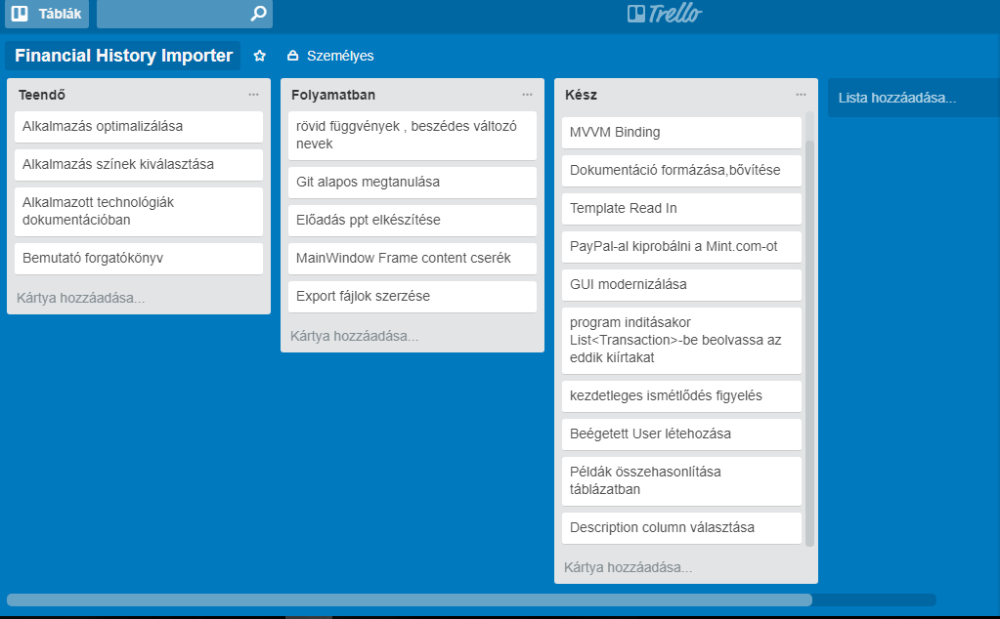 Táblák
Trello
Financial History Importer
Személyes
Teendő
Alkalmazás optimalizálása
Alkalmazás színek kiválasztása
Alkalmazott technológiák
dokumentációban
Bemutató forgatókönyv
Kártya hozzáadása...
Folyamatban
rövid függvények , beszédes változó
nevek
Git alapos megtanulása
Előadás ppt elkészítése
MainWindow Frame content cserék
Export fájlok szerzése
Kártya hozzáadása...
Kész
MVVM Binding
Dokumentáció formázása,bővítése
Template Read In
PayPal-al kiprobálni a Mint.com-ot
GUI modernizálása
program inditásakor
List<Transaction>-be beolvassa az
eddik kiírtakat
kezdetleges ismétlődés figyelés
Beégetett User létehozása
Példák összehasonlítása
táblázatban
Description column választása
Kártya hozzáadása...
Lista hozzáadása...